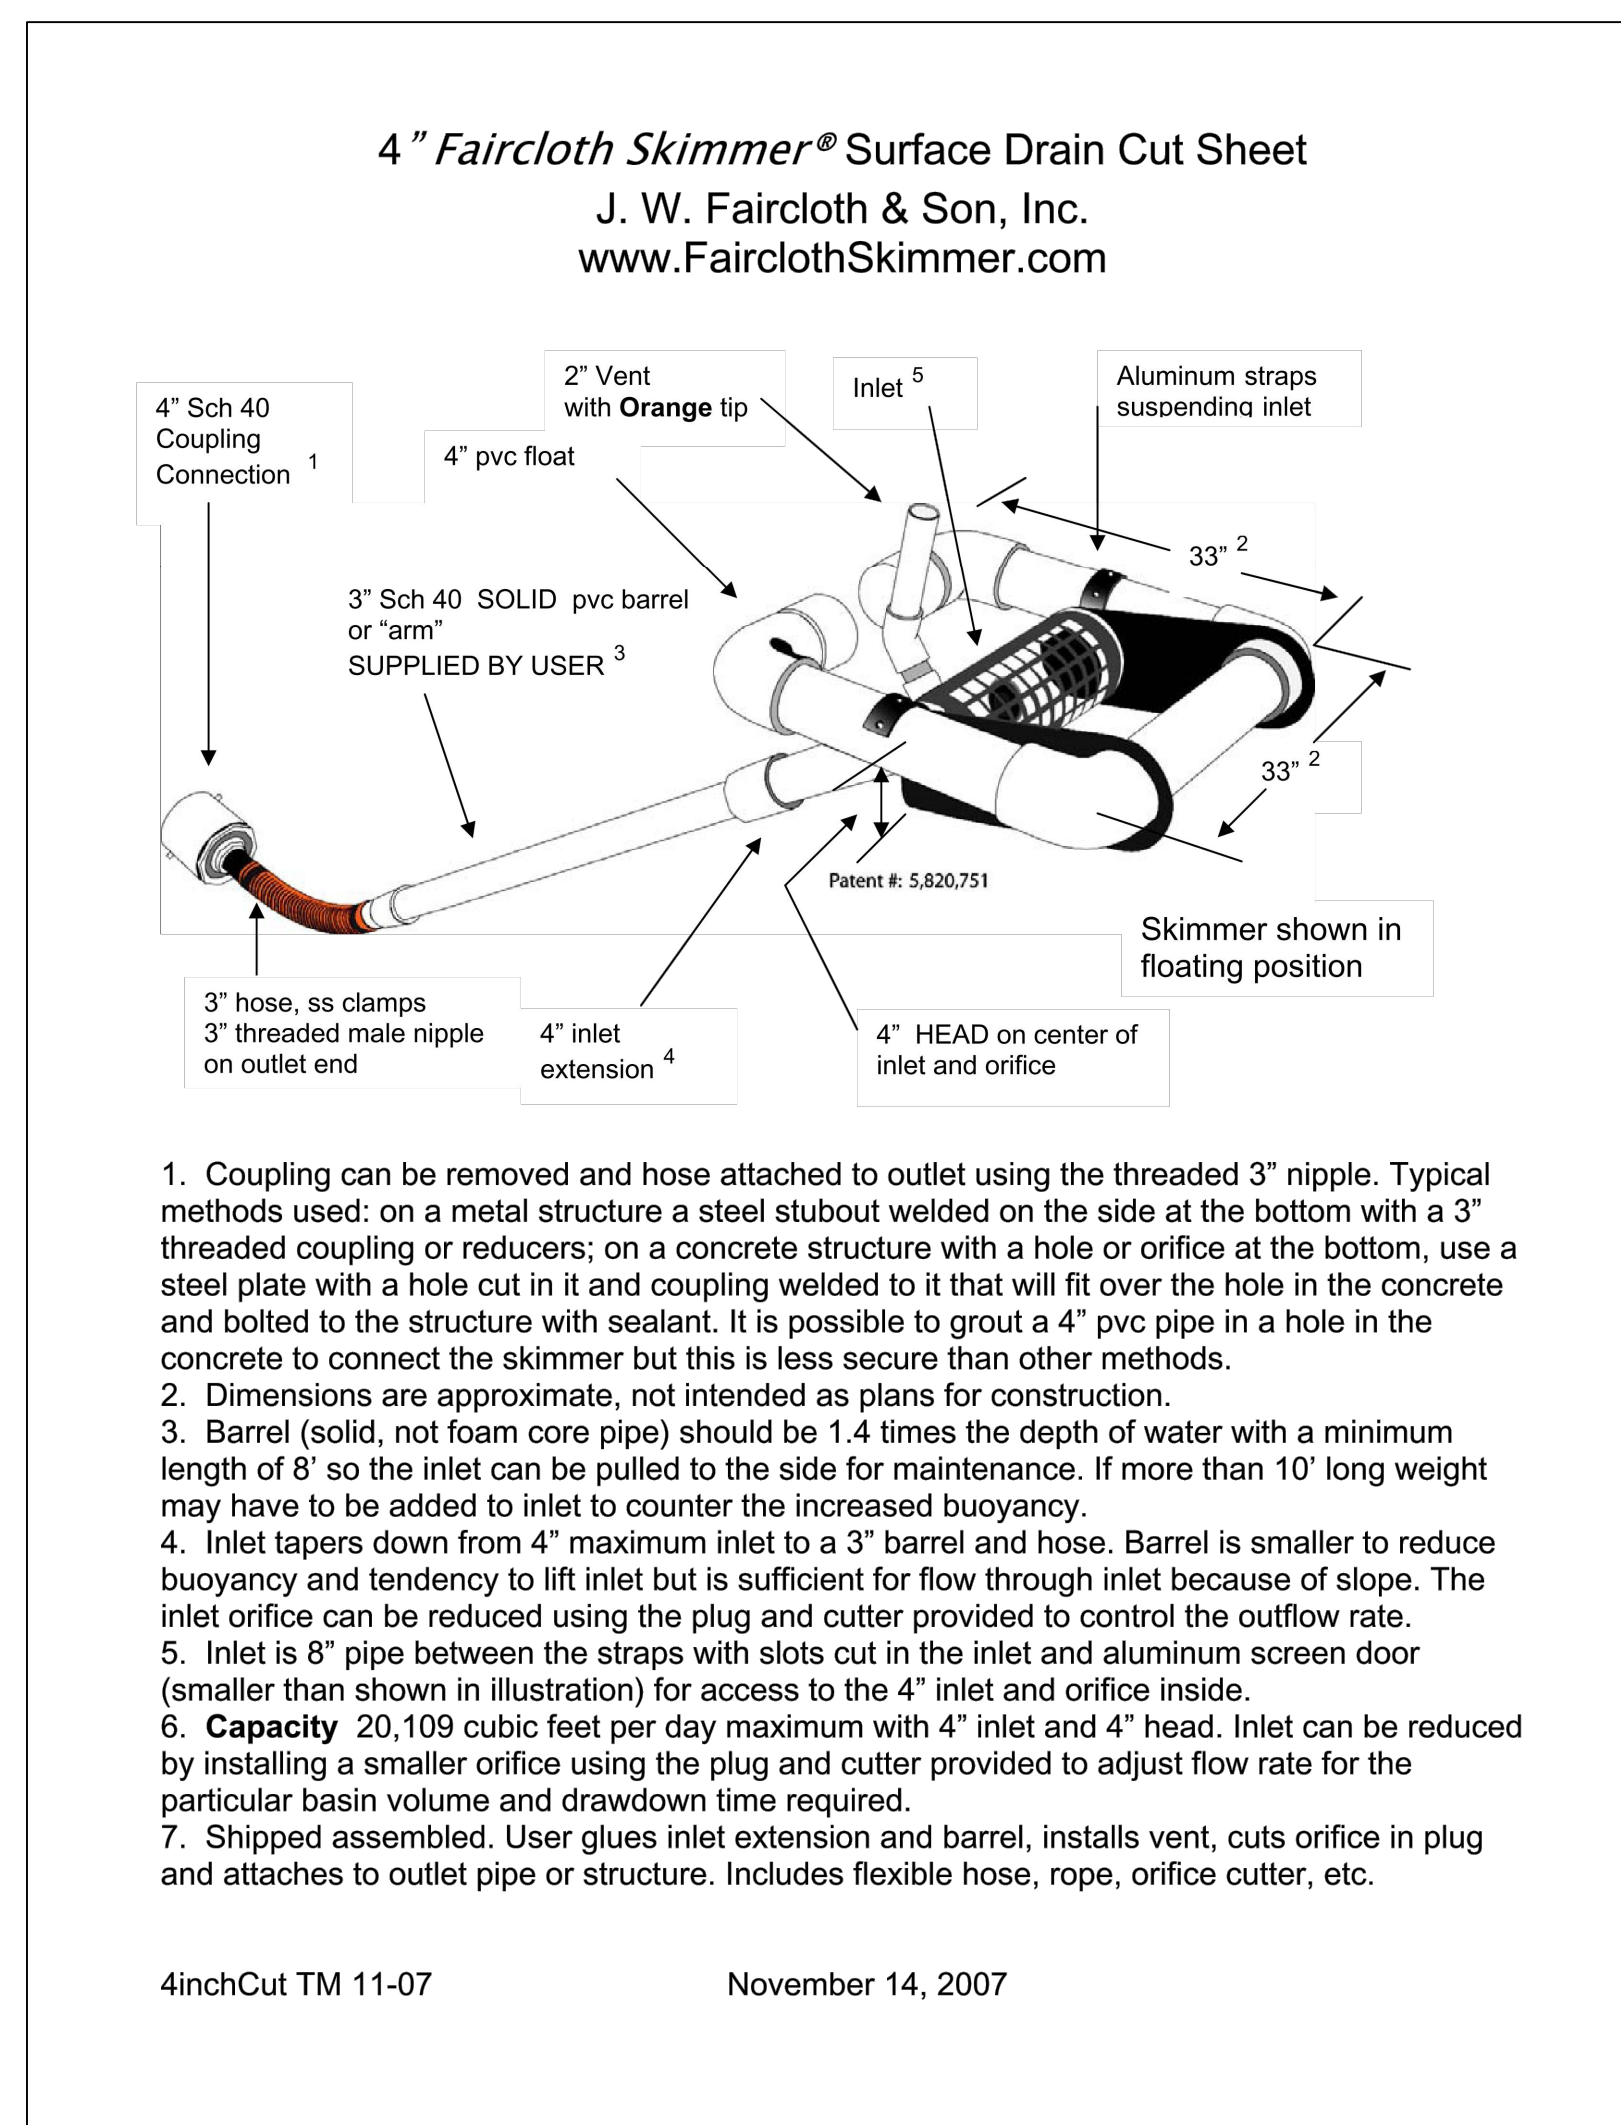 4” Faircloth Skimmer® Surface Drain Cut Sheet
J. W. Faircloth & Son, Inc.
www.FairclothSkimmer.com
4” Sch 40
Coupling
Connection 1
2” Vent
with Orange tip
4” pvc float
Inlet 5
Aluminum straps
suspending inlet
33” 2
3” Sch 40 SOLID pvc barrel
or “arm”
SUPPLIED BY USER 3
33” 2
Patent #: 5,820,751
Skimmer shown in
floating position
3” hose, ss clamps
3” threaded male nipple
on outlet end
4” inlet
extension 4
4” HEAD on center of
inlet and orifice
1. Coupling can be removed and hose attached to outlet using the threaded 3” nipple. Typical
methods used: on a metal structure a steel stubout welded on the side at the bottom with a 3”
threaded coupling or reducers; on a concrete structure with a hole or orifice at the bottom, use a
steel plate with a hole cut in it and coupling welded to it that will fit over the hole in the concrete
and bolted to the structure with sealant. It is possible to grout a 4” pvc pipe in a hole in the
concrete to connect the skimmer but this is less secure than other methods.
2. Dimensions are approximate, not intended as plans for construction.
3. Barrel (solid, not foam core pipe) should be 1.4 times the depth of water with a minimum
length of 8’ so the inlet can be pulled to the side for maintenance. If more than 10’ long weight
may have to be added to inlet to counter the increased buoyancy.
4. Inlet tapers down from 4” maximum inlet to a 3” barrel and hose. Barrel is smaller to reduce
buoyancy and tendency to lift inlet but is sufficient for flow through inlet because of slope. The
inlet orifice can be reduced using the plug and cutter provided to control the outflow rate.
5. Inlet is 8” pipe between the straps with slots cut in the inlet and aluminum screen door
(smaller than shown in illustration) for access to the 4” inlet and orifice inside.
6. Capacity 20,109 cubic feet per day maximum with 4” inlet and 4” head. Inlet can be reduced
by installing a smaller orifice using the plug and cutter provided to adjust flow rate for the
particular basin volume and drawdown time required.
7. Shipped assembled. User glues inlet extension and barrel, installs vent, cuts orifice in plug
and attaches to outlet pipe or structure. Includes flexible hose, rope, orifice cutter, etc.
4inchCut TM 11-07 November 14, 2007